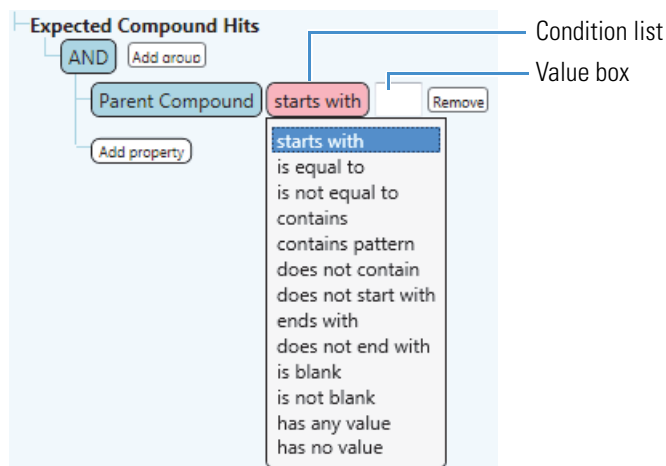 Expected Compound Hits
Condition list
AND Add group
Value box
Parent Compound starts with Remove
Add property
starts with
is equal to
is not equal to
contains
contains pattern
does not contain
does not start with
ends with
does not end with
is blank
is not blank
has any value
has no value